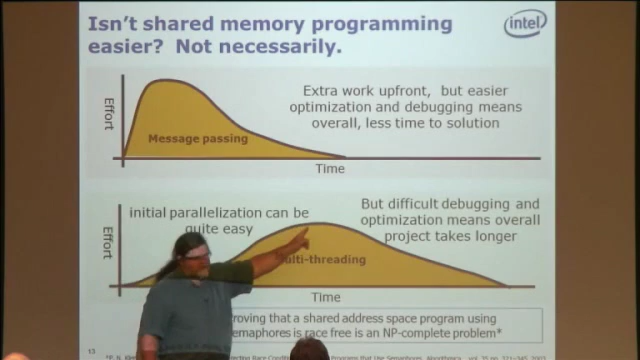 Isn't shared memory programming
easier? Not necessarily.
intel
Effort
Extra work upfront, but easier
optimization and debugging means
overall, less time to solution
Message passing
Time
Effort
initial parallelization can be
quite easy
But difficult debugging and
optimization means overall
project takes longer
ulti-threading
Time
roving that a shared address space program using
emaphores is race free is an NP-complete problem*
13